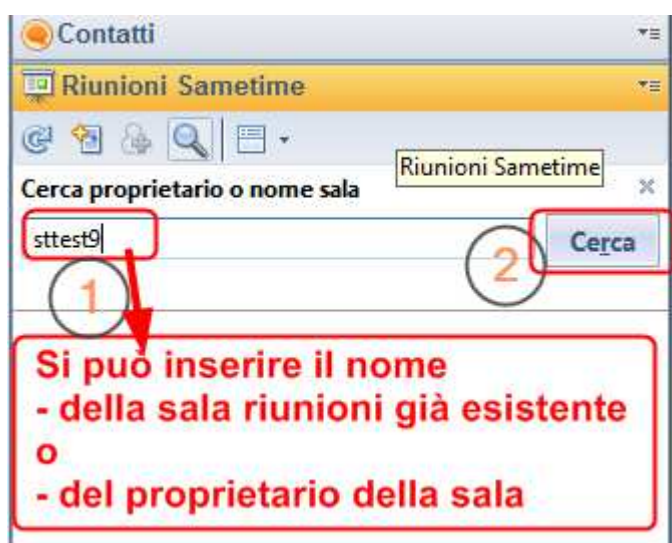 Contatti
Riunioni Sametime
Riunioni Sametime
Cerca proprietario o nome sala
sttest9
Cerca
1
2
Si può inserire il nome
- della sala riunioni già esistente
o
- del proprietario della sala